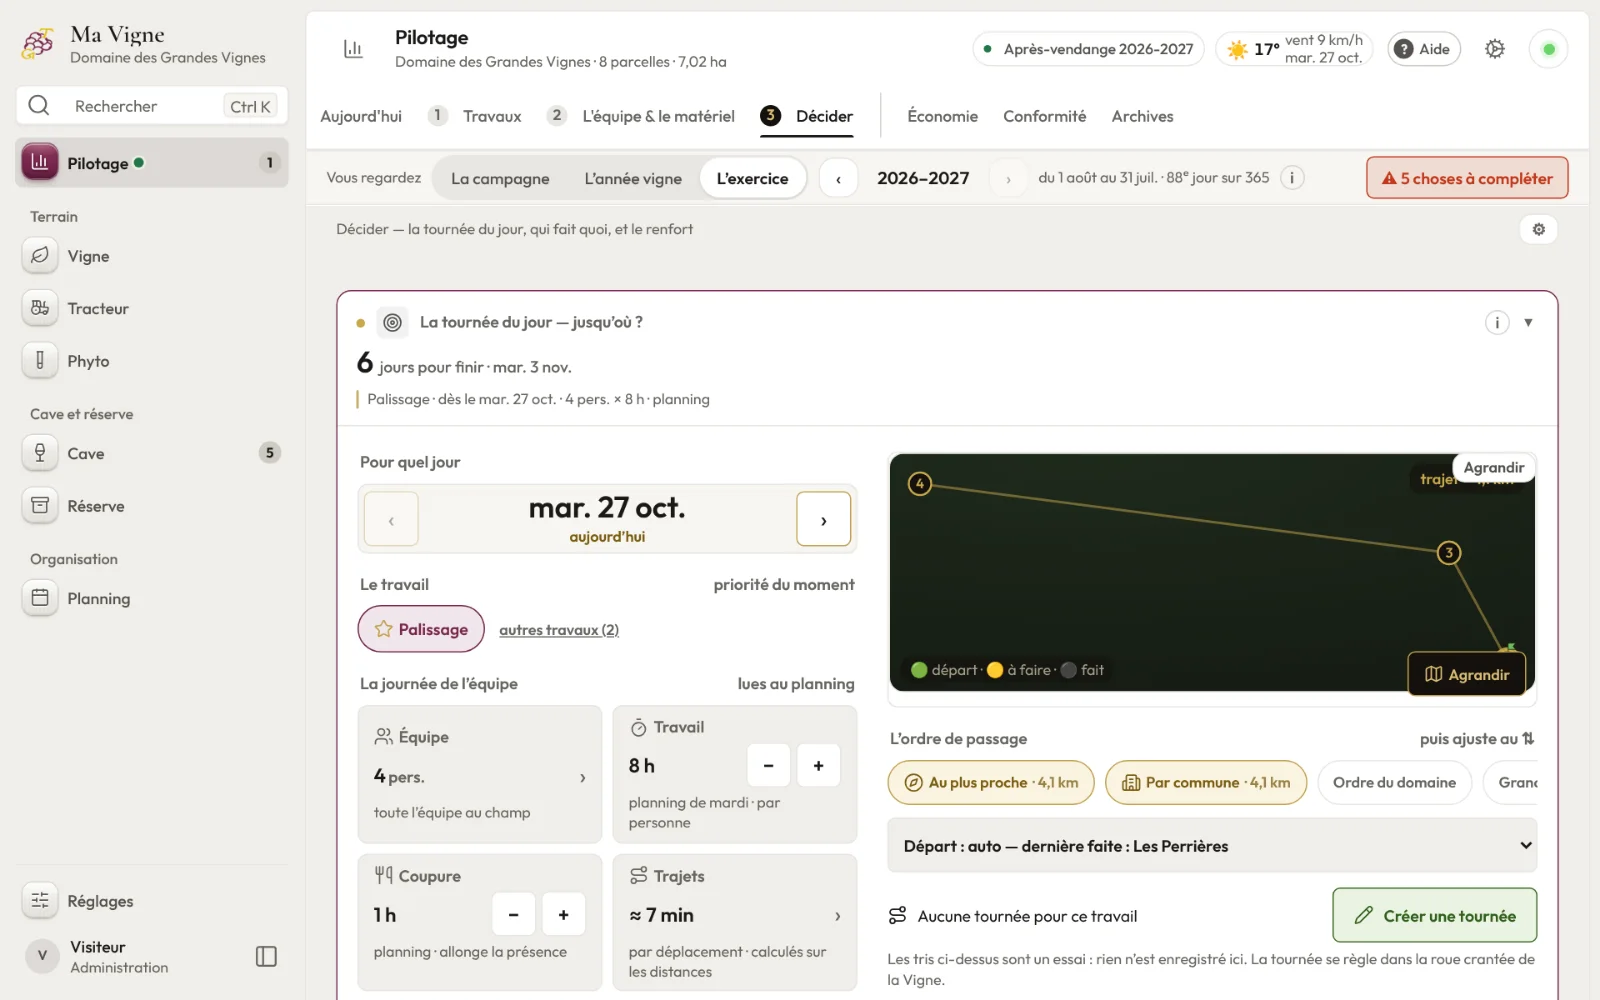 Ma Vigne
Domaine des Grandes Vignes
Rechercher
Ctrl K
Pilotage
1
Terrain
Vigne
Tracteur
Phyto
Cave et réserve
Cave
5
Réserve
Organisation
Planning
Réglages
V
Visiteur
Administration
Pilotage
Domaine des Grandes Vignes · 8 parcelles · 7,02 ha
Après-vendange 2026-2027
17°
vent 9 km/h
mar. 27 oct.
? Aide
Aujourd'hui
1 Travaux
2 L'équipe & le matériel
3 Décider
Économie
Conformité
Archives
Vous regardez
La campagne
L'année vigne
L'exercice
‹
2026–2027
›
du 1 août au 31 juil. · 88e jour sur 365
i
5 choses à compléter
Décider — la tournée du jour, qui fait quoi, et le renfort
La tournée du jour — jusqu'où ?
i
6 jours pour finir · mar. 3 nov.
Palissage · dès le mar. 27 oct. · 4 pers. × 8 h · planning
Pour quel jour
‹
mar. 27 oct.
aujourd'hui
›
Le travail
priorité du moment
Palissage
autres travaux (2)
La journée de l'équipe
lues au planning
Équipe
4 pers.
›
toute l'équipe au champ
Travail
8 h
−
+
planning de mardi · par
personne
Coupure
1 h
−
+
planning · allonge la présence
Trajets
≈ 7 min
›
par déplacement · calculés sur
les distances
Agrandir
4
3
départ · à faire · fait
Agrandir
L'ordre de passage
puis ajuste au ⇅
Au plus proche · 4,1 km
Par commune · 4,1 km
Ordre du domaine
Départ : auto — dernière faite : Les Perrières
Aucune tournée pour ce travail
Créer une tournée
Les tris ci-dessus sont un essai : rien n'est enregistré ici. La tournée se règle dans la roue crantée de
la Vigne.